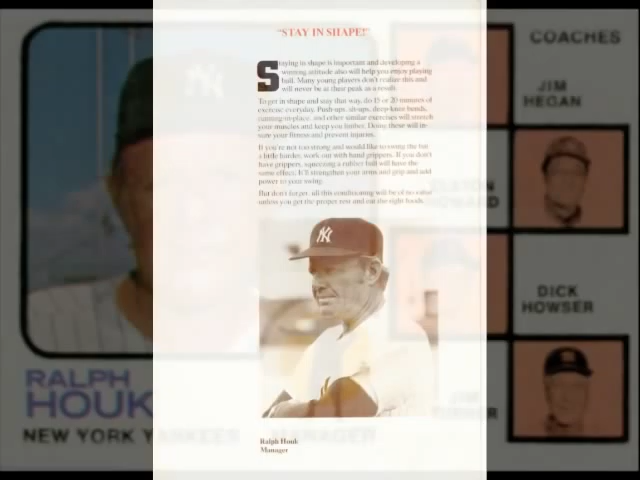 "STAY IN SHAPE!"
Staying in shape is important and developing a
winning attitude also will help you enjoy playing
ball. Many young players don't realize this and
will never be at their peak as a result.
To get in shape and stay that way, do 15 or 20 minutes of
exercise everyday. Push-ups, sit-ups, deep knee bends,
running-in-place, and other similar exercises will stretch
your muscles and keep you limber. Doing these will in-
sure your fitness and prevent injuries.
If you're not too strong and would like to swing the bat
a little harder, work out with hand grippers. If you don't
have grippers, squeezing a rubber ball will have the
same effect. It'll strengthen your arms and grip and add
power to your swing.
But don't forget, all this conditioning will be of no value
unless you get the proper rest and eat the right foods.
NY
Ralph Houk
Manager
NY
RALPH
HOUK
NEW YORK YANKEES MANAGER
COACHES
JIM
HEGAN
ELSTON
HOWARD
DICK
HOWSER
JIM
TURNER